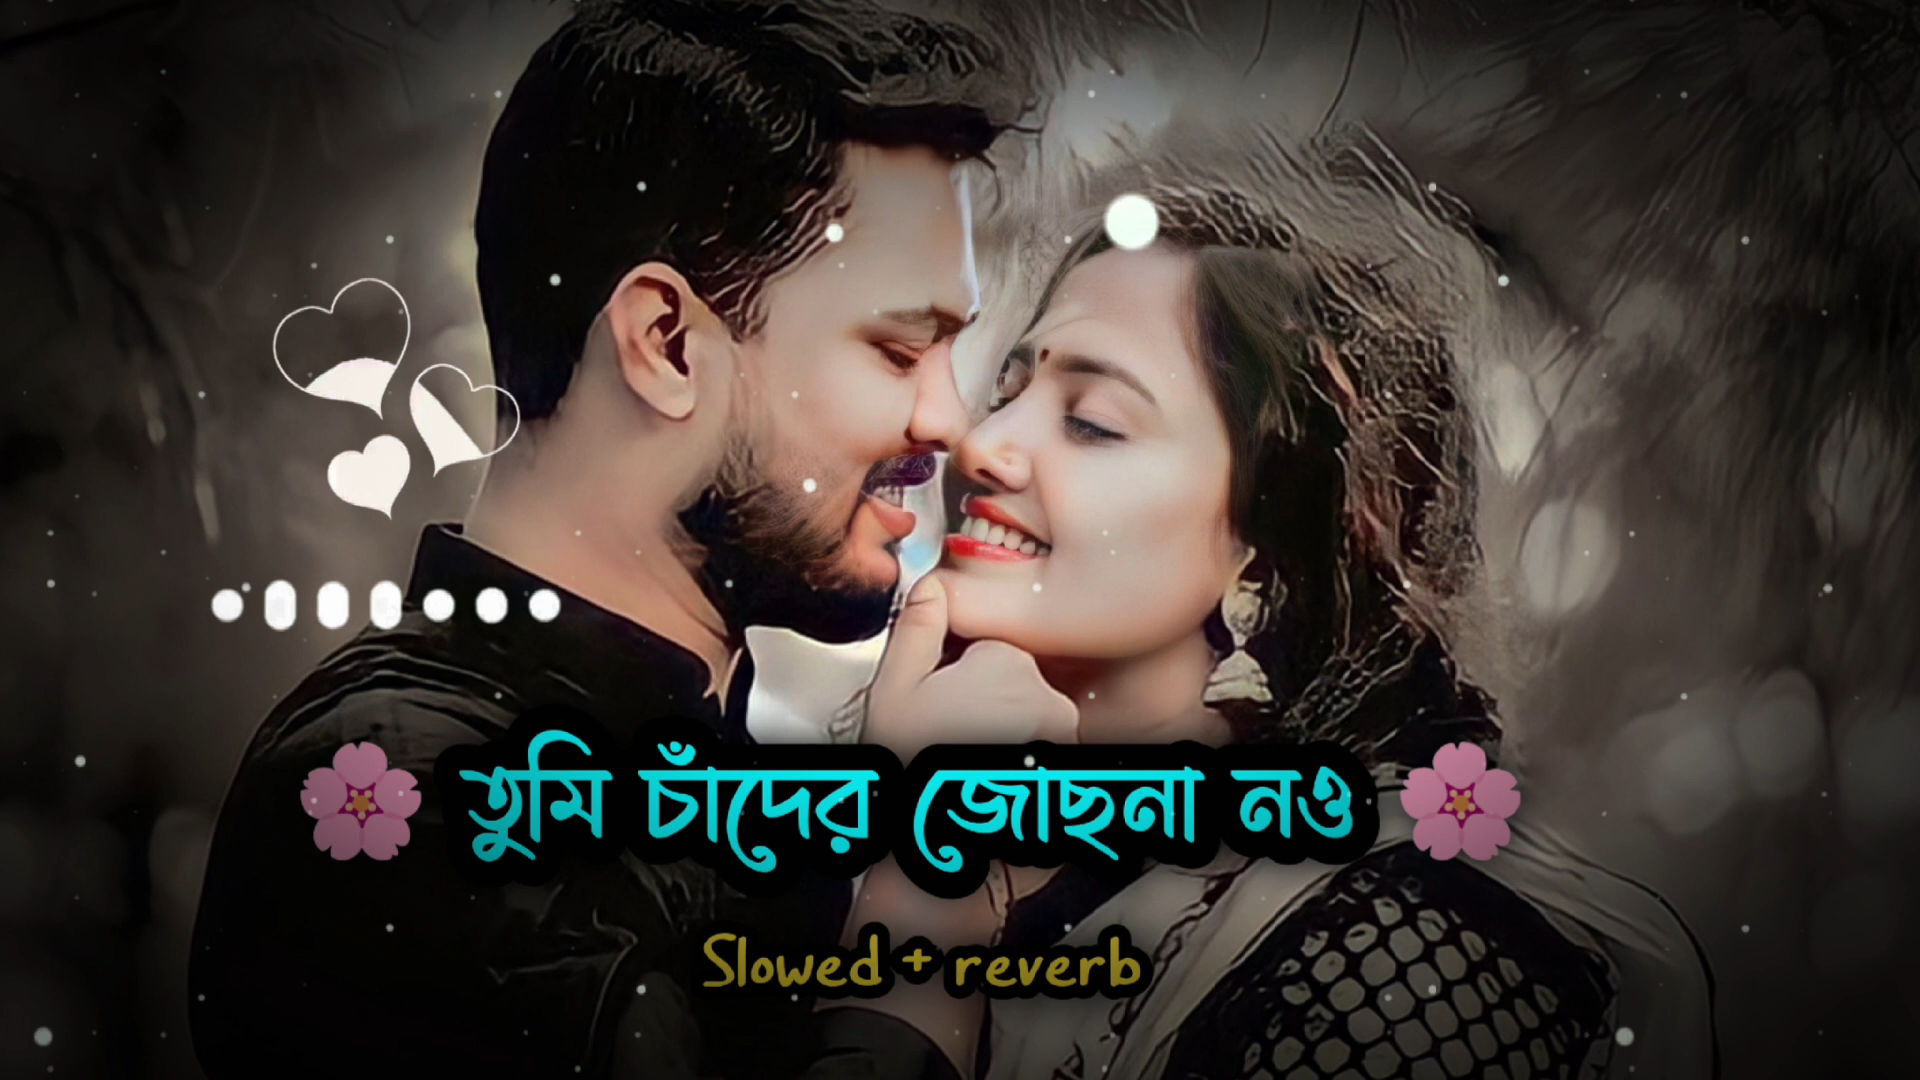 🌸 তুমি চাঁদের জোছনা নও 🌸
Slowed + reverb